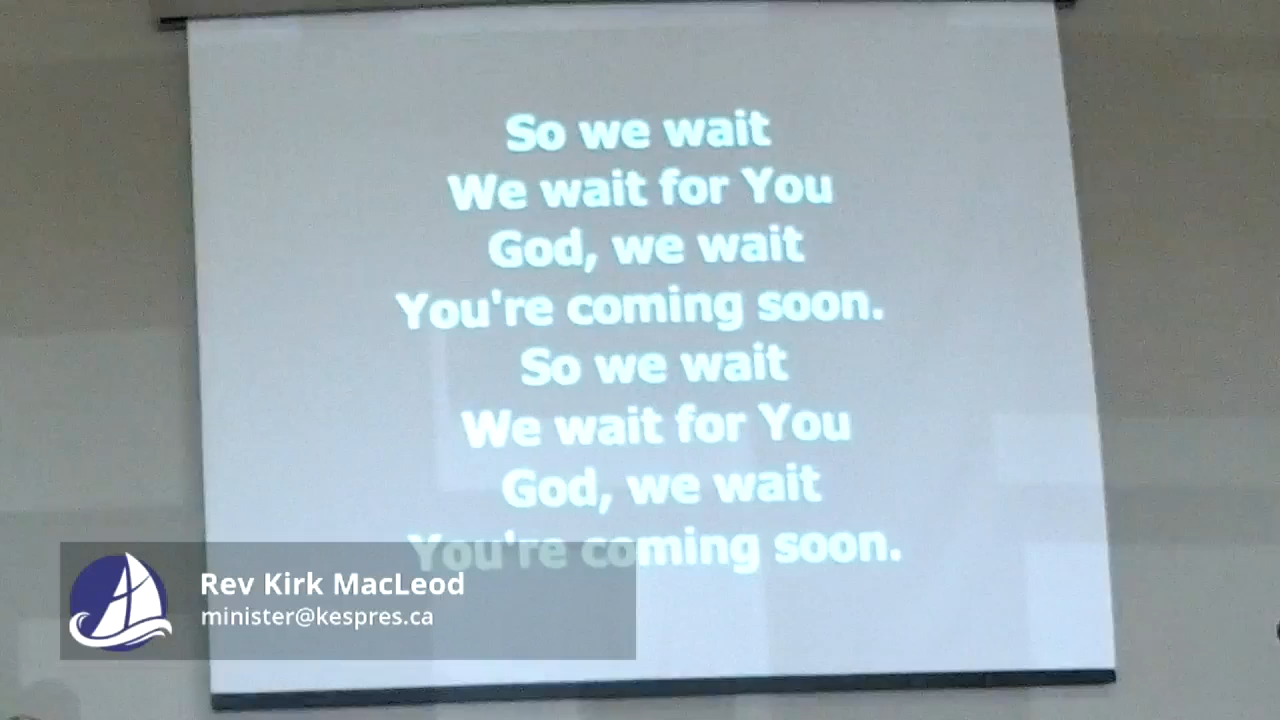 So we wait
We wait for You
God, we wait
You're coming soon.
So we wait
We wait for You
God, we wait
You're coming soon.
Rev Kirk MacLeod
minister@kespres.ca